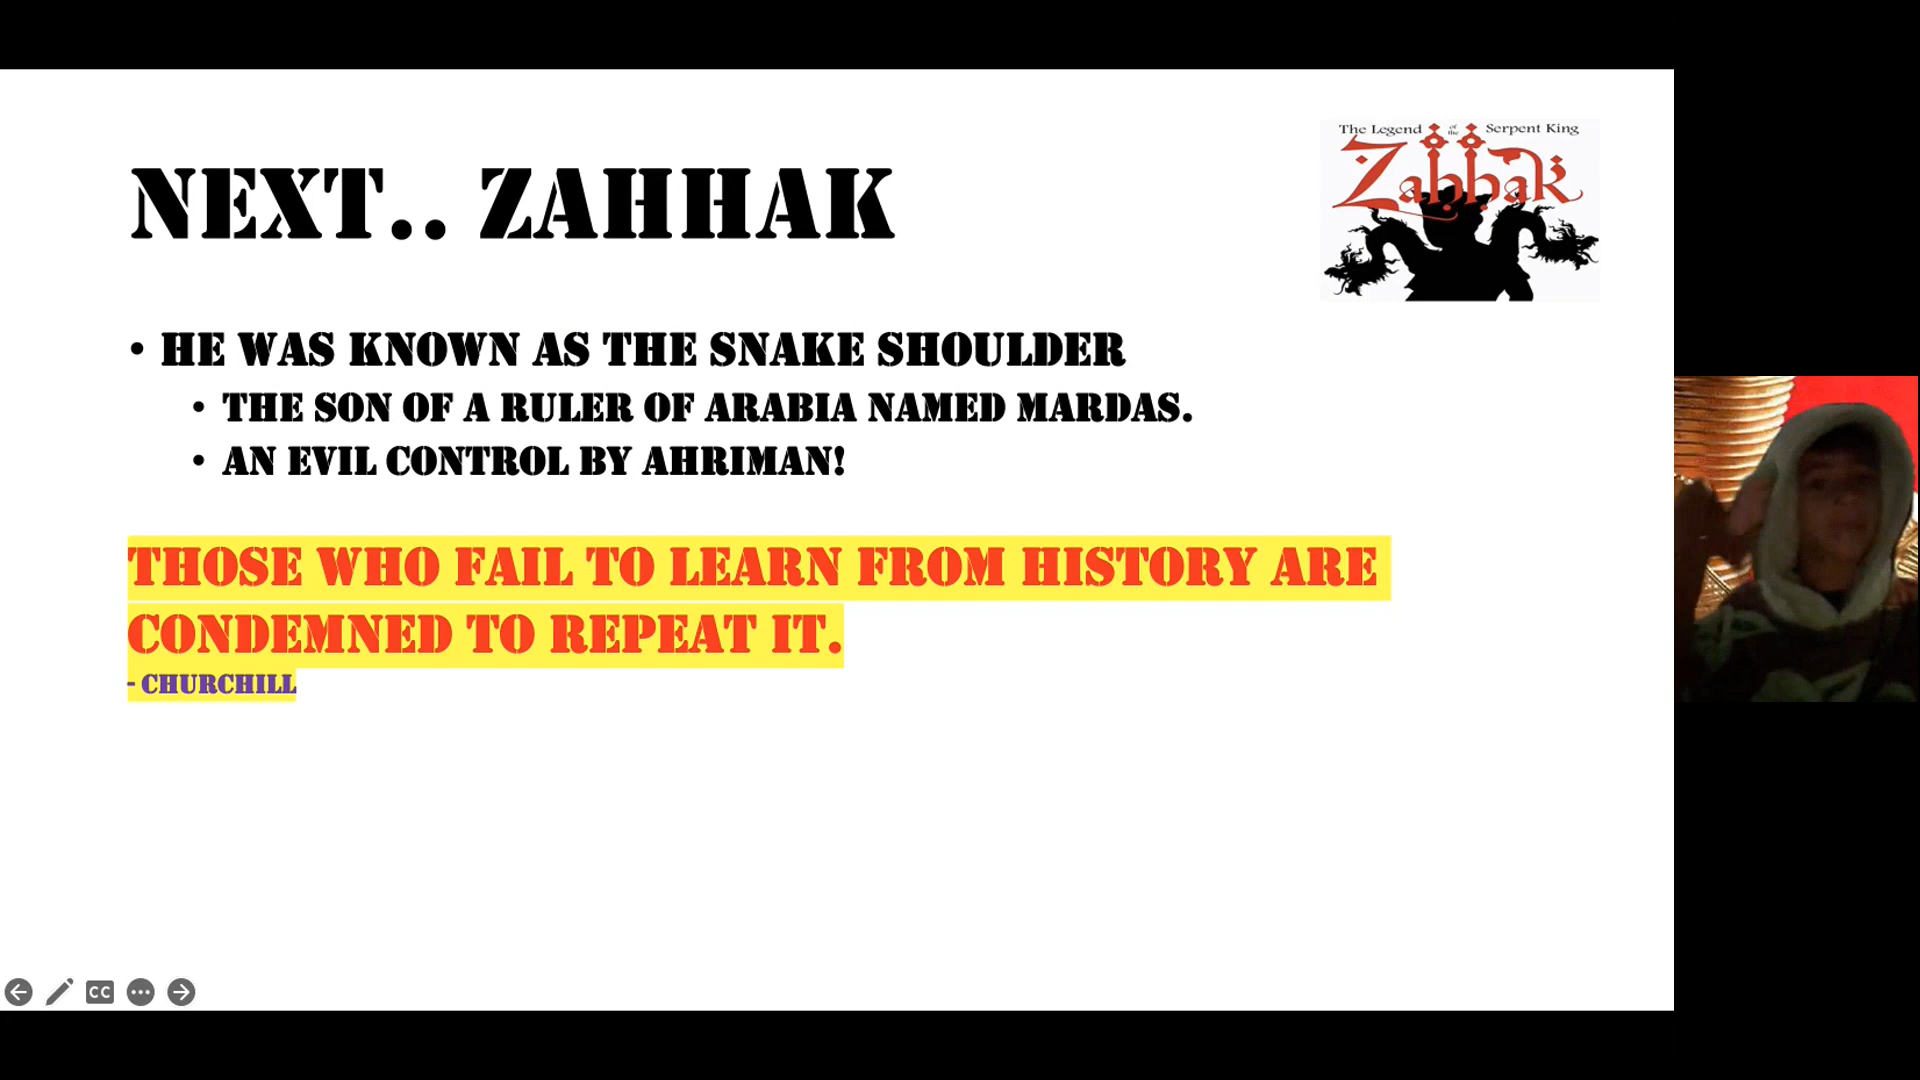 The Legend of the Serpent King
Zahhak
NEXT.. ZAHHAK
• HE WAS KNOWN AS THE SNAKE SHOULDER
• THE SON OF A RULER OF ARABIA NAMED MARDAS.
• AN EVIL CONTROL BY AHRIMAN!
THOSE WHO FAIL TO LEARN FROM HISTORY ARE
CONDEMNED TO REPEAT IT.
- CHURCHILL
CC